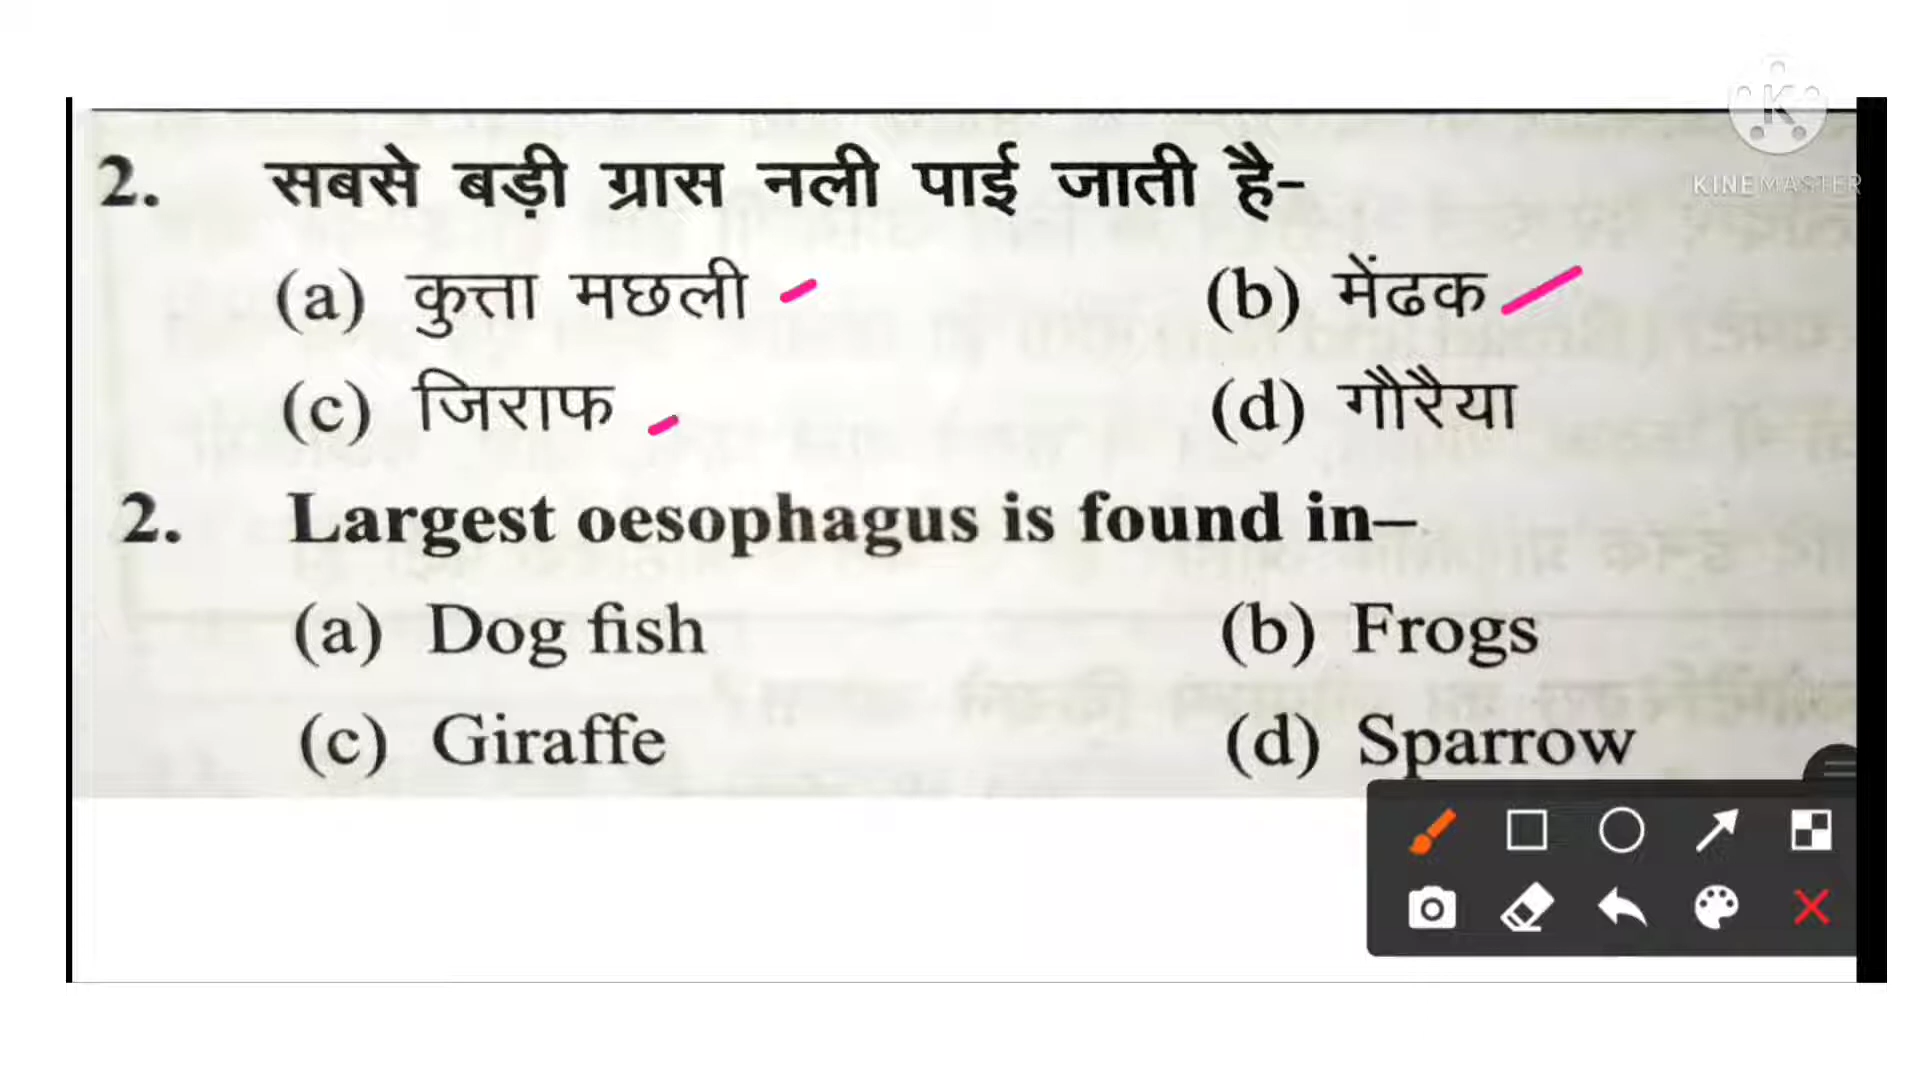 2. सबसे बड़ी ग्रास नली पाई जाती है-
(a) कुत्ता मछली (b) मेंढक
(c) जिराफ (d) गौरैया
2. Largest oesophagus is found in–
(a) Dog fish (b) Frogs
(c) Giraffe (d) Sparrow
K
KINEMASTER